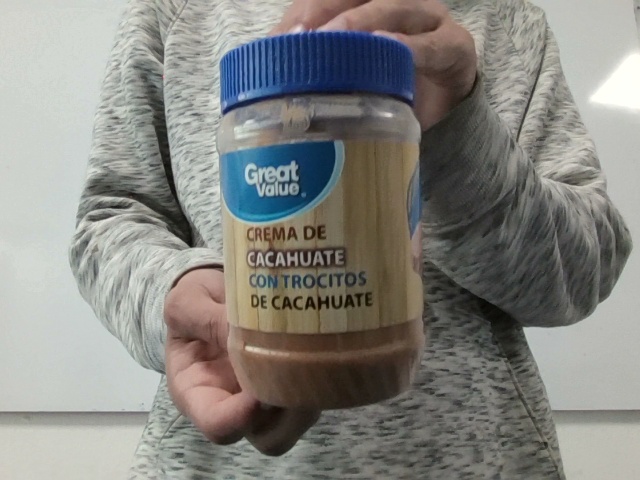 Great
Value
CREMA DE
CACAHUATE
CON TROCITOS
DE CACAHUATE